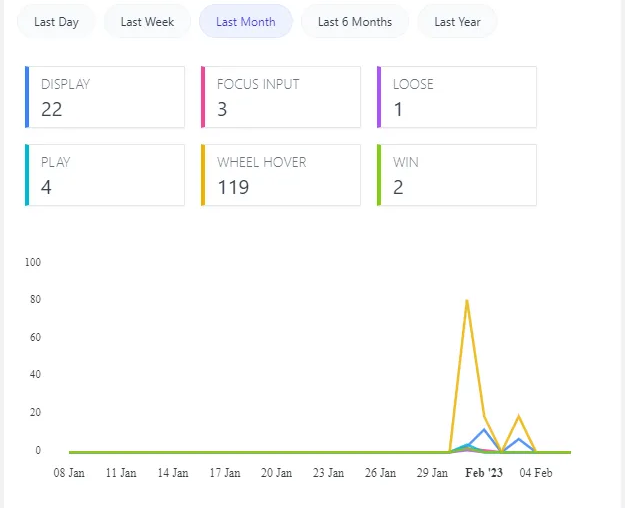 Last Day Last Week Last Month Last 6 Months Last Year
DISPLAY FOCUS INPUT LOOSE
22 3 1
PLAY WHEEL HOVER WIN
4 119 2
100
80
60
40
20
0
08 Jan 11 Jan 14 Jan 17 Jan 20 Jan 23 Jan 26 Jan 29 Jan Feb '23 04 Feb